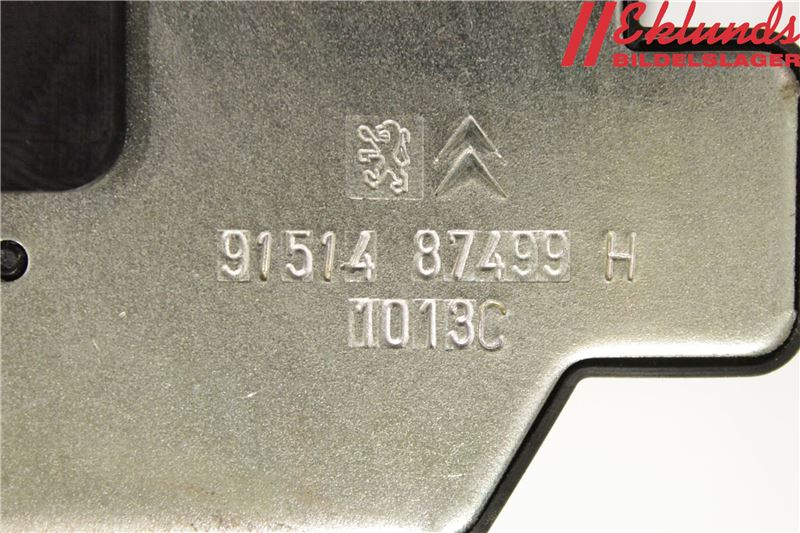 Eklunds
BILDELSLAGER
91514 87499 H
1013C